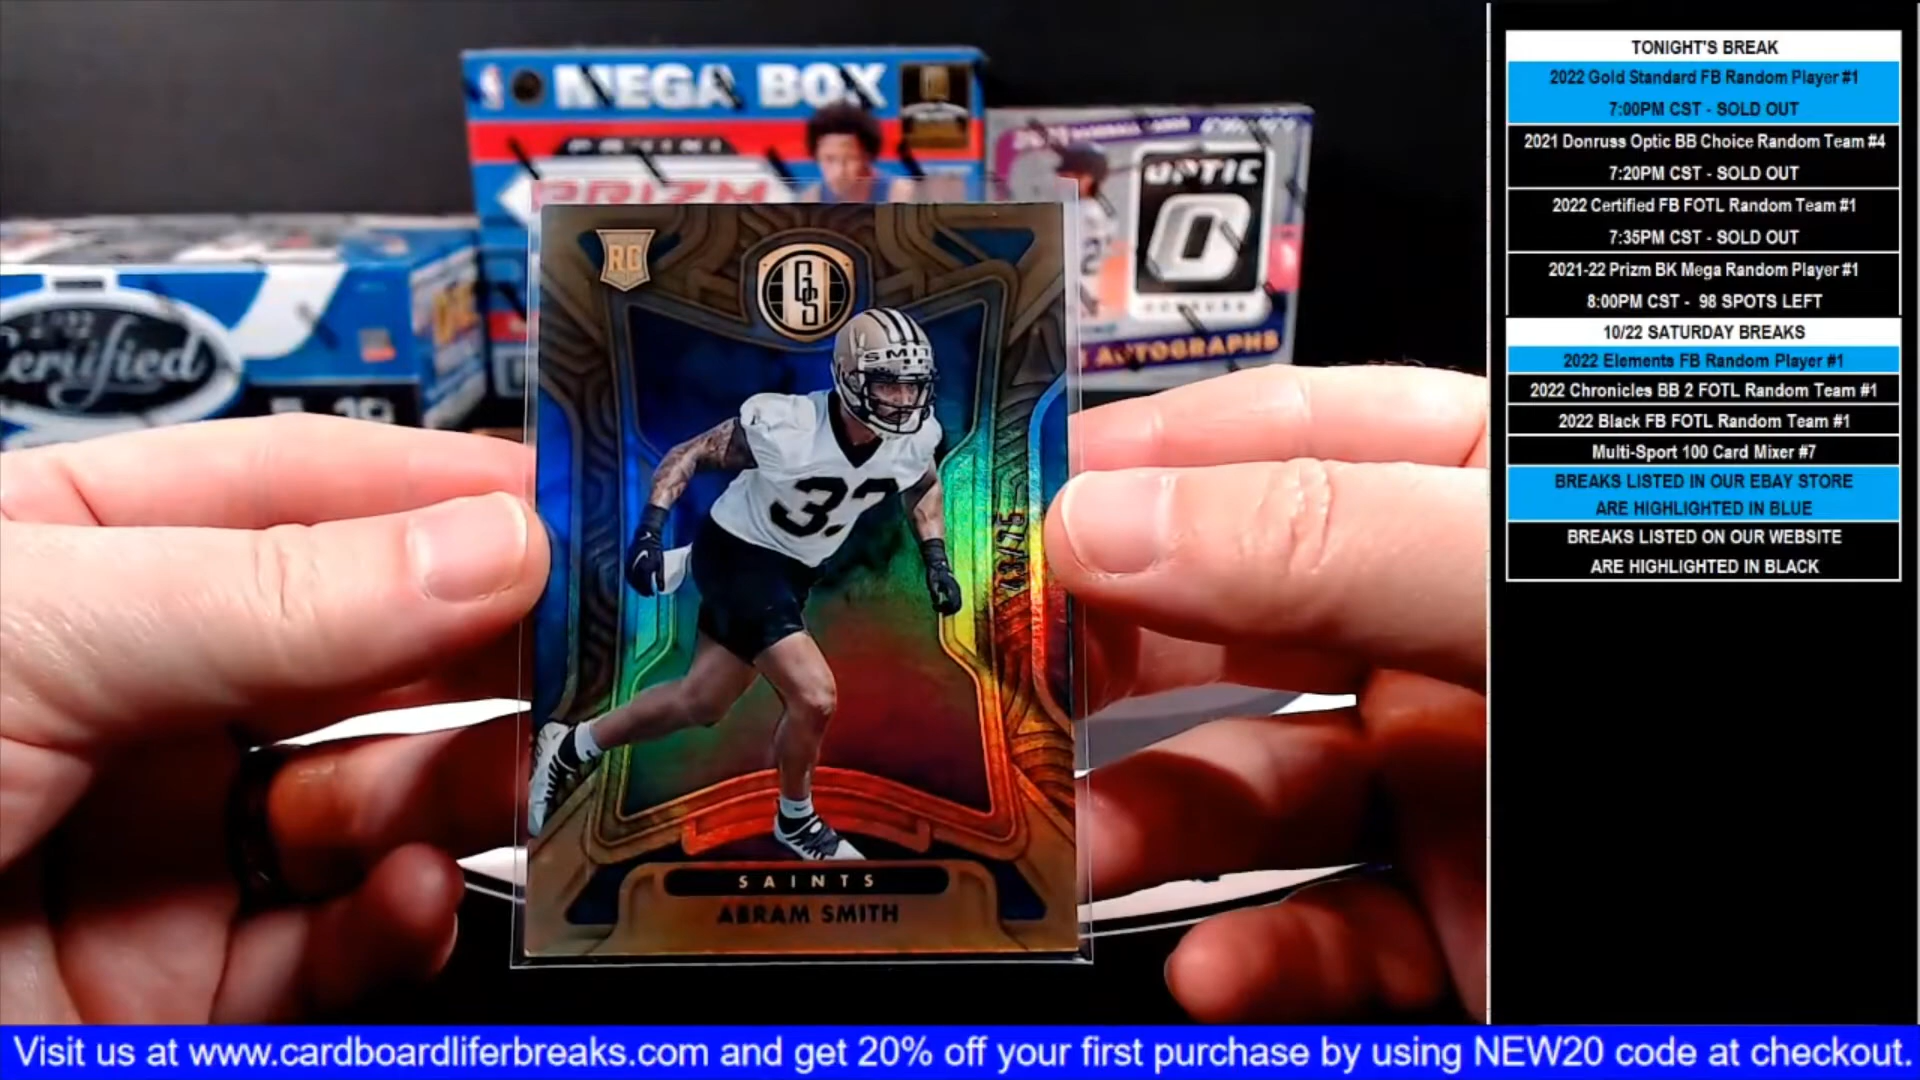 MEGA BOX
PANINI
PRIZM
OPTIC
AUTOGRAPHS
Certified
RC
GS
SMITH
33
SAINTS
ABRAM SMITH
TONIGHT'S BREAK
2022 Gold Standard FB Random Player #1
7:00PM CST - SOLD OUT
2021 Donruss Optic BB Choice Random Team #4
7:20PM CST - SOLD OUT
2022 Certified FB FOTL Random Team #1
7:35PM CST - SOLD OUT
2021-22 Prizm BK Mega Random Player #1
8:00PM CST - 98 SPOTS LEFT
10/22 SATURDAY BREAKS
2022 Elements FB Random Player #1
2022 Chronicles BB 2 FOTL Random Team #1
2022 Black FB FOTL Random Team #1
Multi-Sport 100 Card Mixer #7
BREAKS LISTED IN OUR EBAY STORE
ARE HIGHLIGHTED IN BLUE
BREAKS LISTED ON OUR WEBSITE
ARE HIGHLIGHTED IN BLACK
Visit us at www.cardboardliferbreaks.com and get 20% off your first purchase by using NEW20 code at checkout.